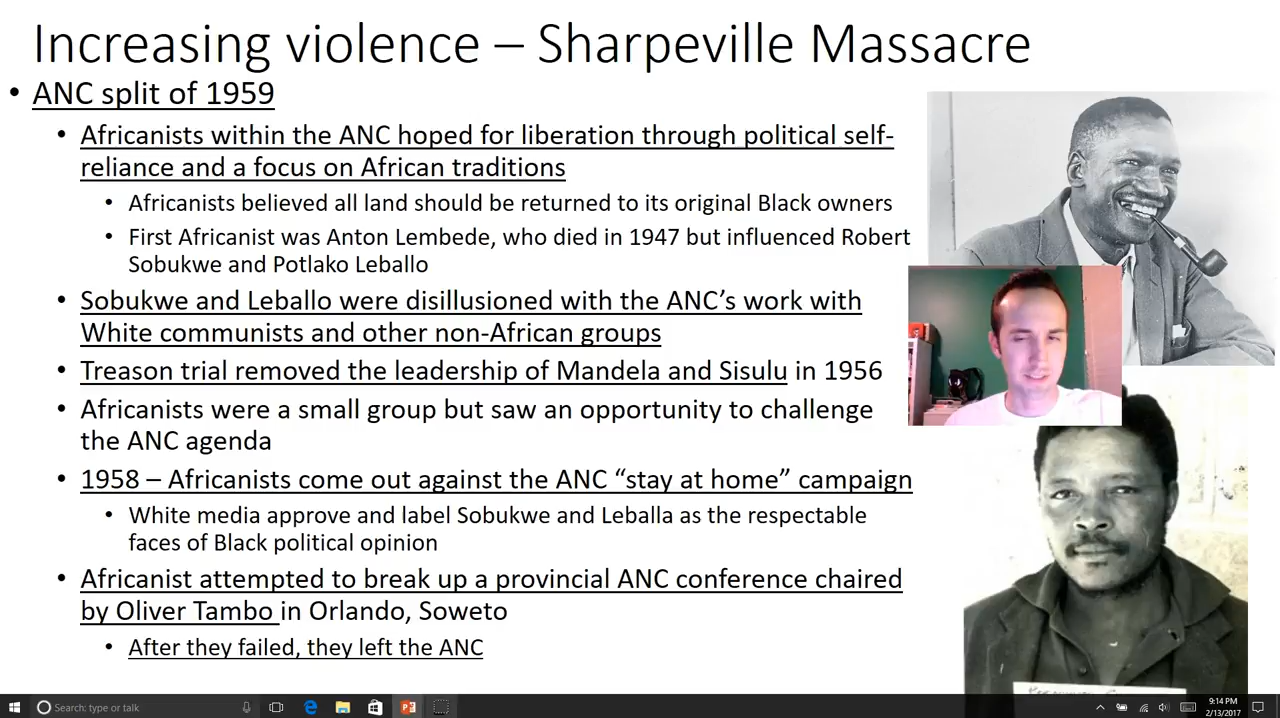 Increasing violence – Sharpeville Massacre
• ANC split of 1959
• Africanists within the ANC hoped for liberation through political self-
reliance and a focus on African traditions
• Africanists believed all land should be returned to its original Black owners
• First Africanist was Anton Lembede, who died in 1947 but influenced Robert
Sobukwe and Potlako Leballo
• Sobukwe and Leballo were disillusioned with the ANC’s work with
White communists and other non-African groups
• Treason trial removed the leadership of Mandela and Sisulu in 1956
• Africanists were a small group but saw an opportunity to challenge
the ANC agenda
• 1958 – Africanists come out against the ANC “stay at home” campaign
• White media approve and label Sobukwe and Leballa as the respectable
faces of Black political opinion
• Africanist attempted to break up a provincial ANC conference chaired
by Oliver Tambo in Orlando, Soweto
• After they failed, they left the ANC
Search: type or talk
9:14 PM
2/13/2017